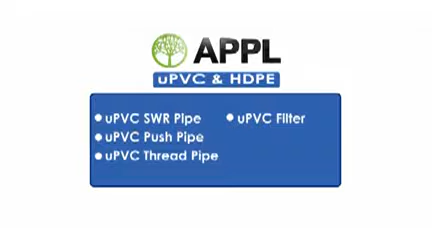 APPL
uPVC & HDPE
uPVC SWR Pipe
uPVC Filter
uPVC Push Pipe
uPVC Thread Pipe